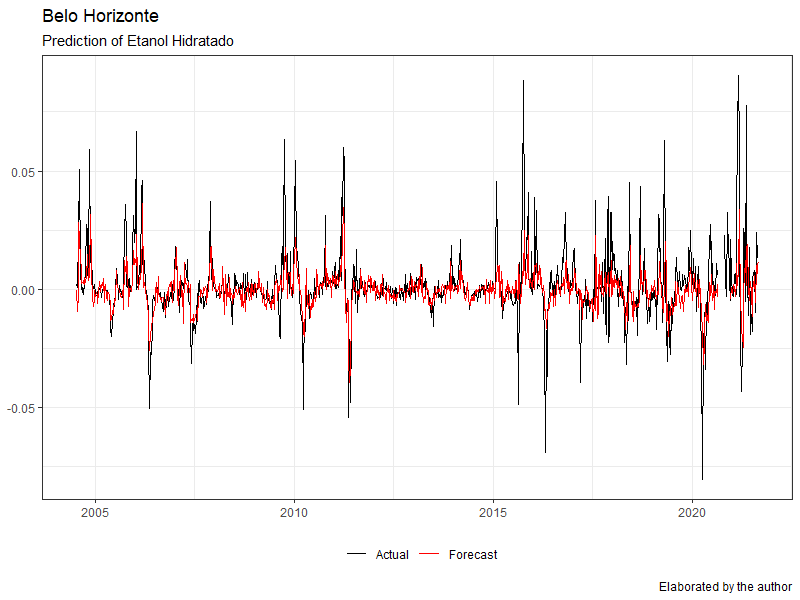 Belo Horizonte
Prediction of Etanol Hidratado
0.05
0.00
-0.05
2005 2010 2015 2020
Actual Forecast
Elaborated by the author